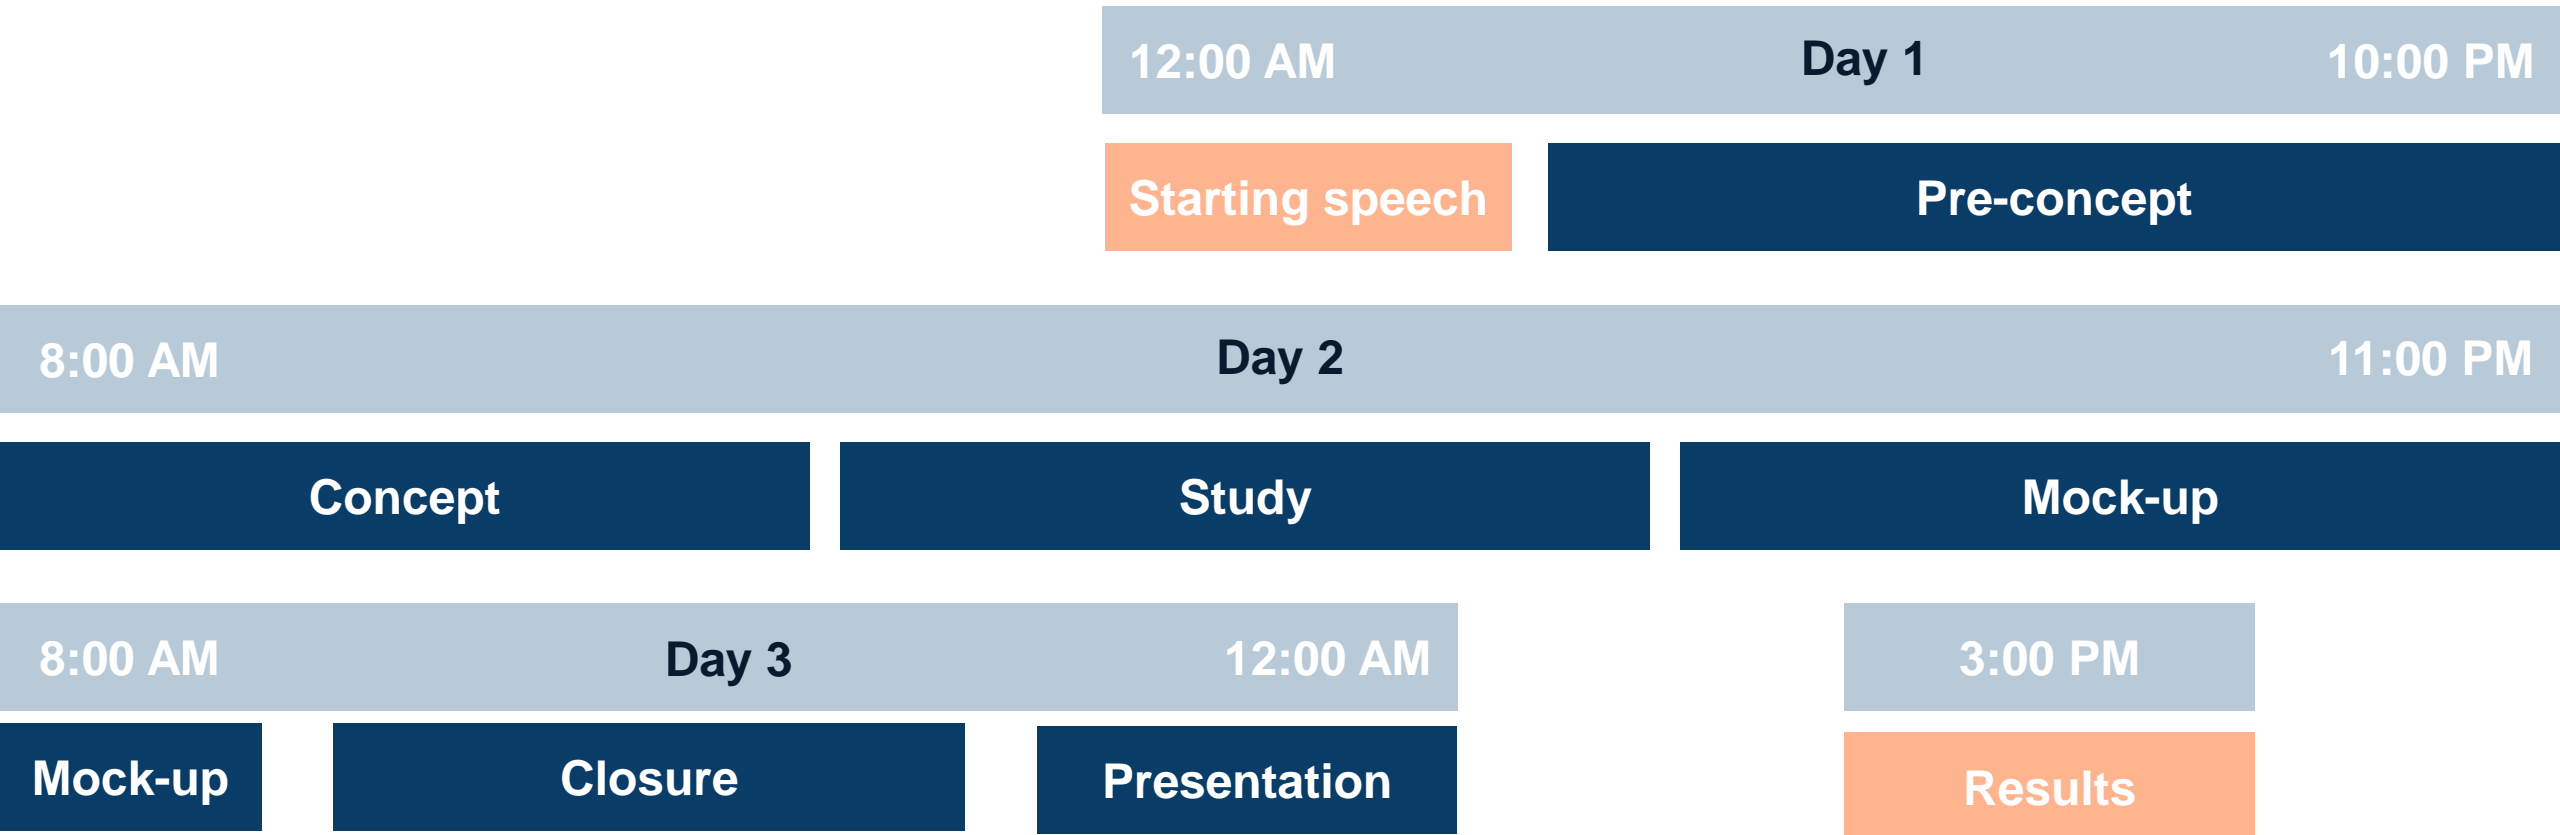 12:00 AM Day 1 10:00 PM
Starting speech Pre-concept
8:00 AM Day 2 11:00 PM
Concept Study Mock-up
8:00 AM Day 3 12:00 AM 3:00 PM
Mock-up Closure Presentation Results